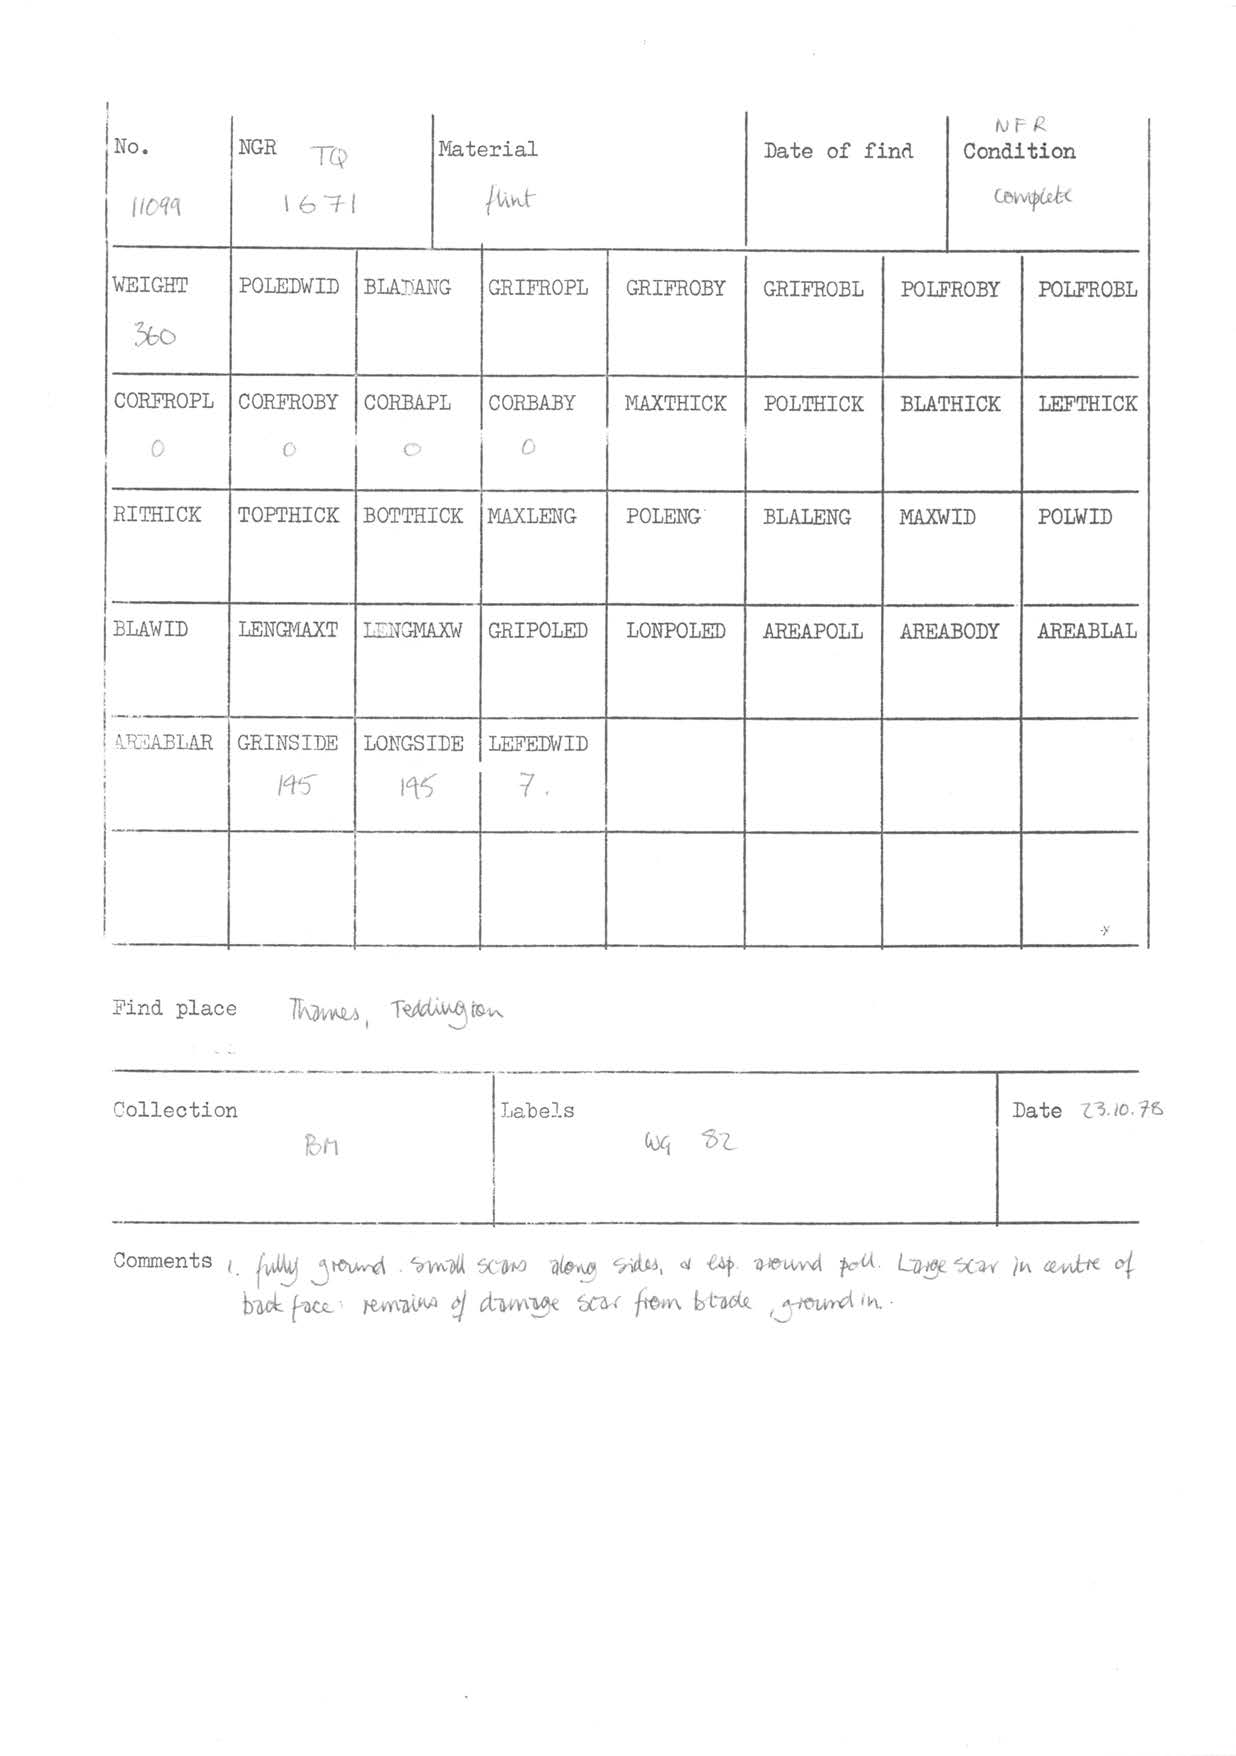 NFR
No. NGR TQ Material Date of find Condition
11099 1671 flint complete
WEIGHT POLEDWID BLADANG GRIFROPL GRIFROBY GRIFROBL POLFROBY POLFROBL
360
CORFROPL CORFROBY CORBAPL CORBABY MAXTHICK POLTHICK BLATHICK LEFTHICK
0 0 0 0
RITHICK TOPTHICK BOTTHICK MAXLENG POLENG BLALENG MAXWID POLWID
BLAWID LENGMAXT LENGMAXW GRIPOLED LONPOLED AREAPOLL AREABODY AREABLAL
AREABLAR GRINSIDE LONGSIDE LEFEDWID
195 195 7.
Find place Thames, Teddington
Collection Labels Date 23.10.78
BM WG 82
Comments 1. fully ground. small scars along sides, & esp. around poll. Large scar in centre of
back face: remains of damage scar from blade, ground in.